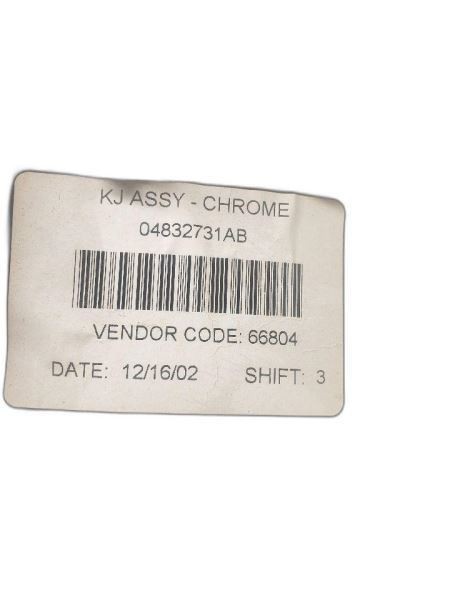 KJ ASSY - CHROME
04832731AB
VENDOR CODE: 66804
DATE: 12/16/02 SHIFT: 3